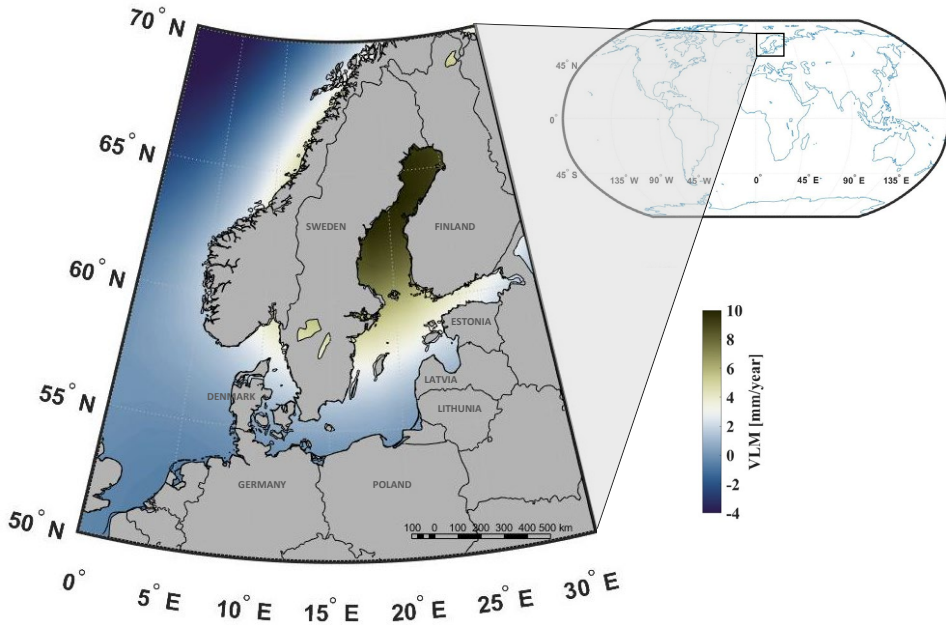 70° N
65° N
60° N
55° N
50° N
0°
5° E
10° E
15° E
20° E
25° E
30° E
SWEDEN
FINLAND
ESTONIA
LATVIA
LITHUNIA
DENMARK
GERMANY
POLAND
100 0 100 200 300 400 500 km
45° N
0°
45° S
135° W
90° W
45° W
0°
45° E
90° E
135° E
10
8
6
4
2
0
-2
-4
VLM [mm/year]